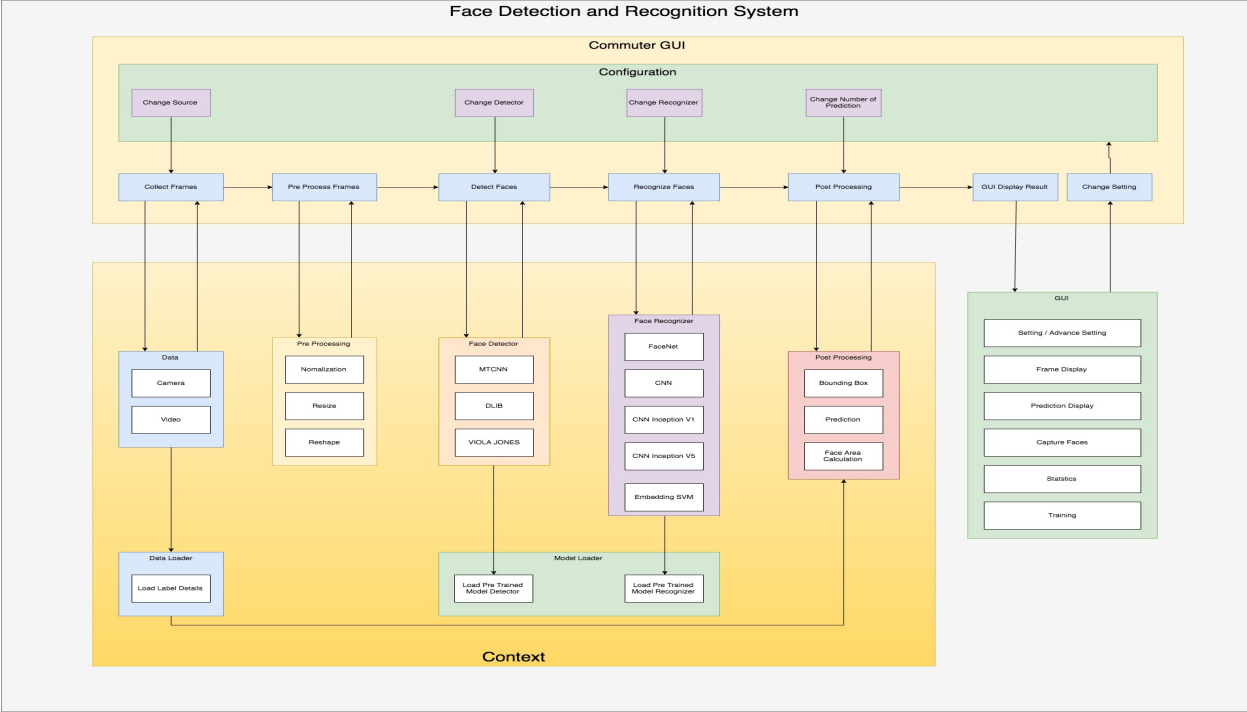 Face Detection and Recognition System
Commuter GUI
Configuration
Change Source
Change Detector
Change Recognizer
Change Number of
Prediction
Collect Frames
Pre Process Frames
Detect Faces
Recognize Faces
Post Processing
GUI Display Result
Change Setting
Data
Camera
Video
Pre Processing
Nomalization
Resize
Reshape
Face Detector
MTCNN
DLIB
VIOLA JONES
Face Recognizer
FaceNet
CNN
CNN Inception V1
CNN Inception V5
Embedding SVM
Post Processing
Bounding Box
Prediction
Face Area
Calculation
GUI
Setting / Advance Setting
Frame Display
Prediction Display
Capture Faces
Statstics
Training
Data Loader
Load Label Details
Model Loader
Load Pre Trained
Model Detector
Load Pre Trained
Model Recognizer
Context